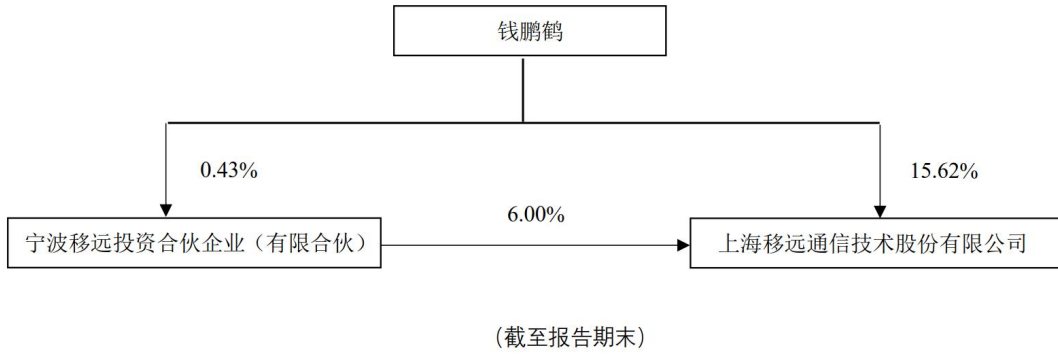 钱鹏鹤
0.43%
15.62%
6.00%
宁波移远投资合伙企业（有限合伙）
上海移远通信技术股份有限公司
（截至报告期末）